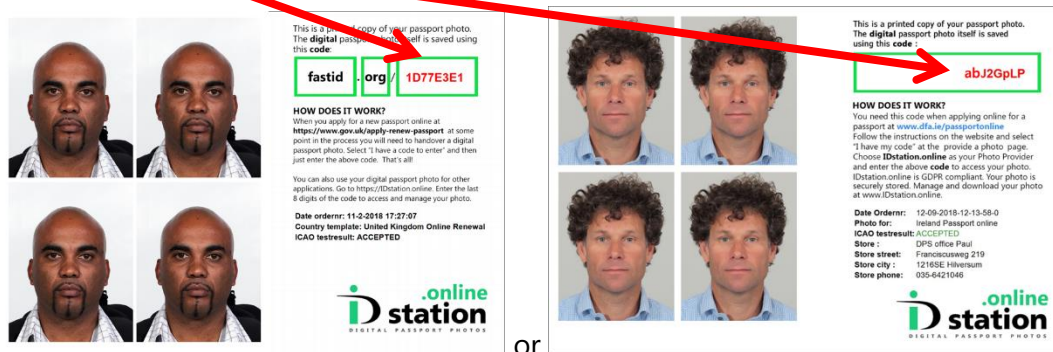 This is a printed copy of your passport photo.
The digital passport photo itself is saved using
this code:
fastid . org / 1D77E3E1
HOW DOES IT WORK?
When you apply for a new passport online at
https://www.gov.uk/apply-renew-passport at some
point in the process you will need to handover a digital
passport photo. Select "I have a code to enter" and then
just enter the above code. That's all!
You can also use your digital passport photo for other
applications. Go to https://IDstation.online. Enter the last
8 digits of the code to access and manage your photo.
Date ordernr: 11-2-2018 17:27:07
Country template: United Kingdom Online Renewal
ICAO testresult: ACCEPTED
.online
iD station
DIGITAL PASSPORT PHOTOS
or
This is a printed copy of your passport photo.
The digital passport photo itself is saved
using this code :
abJ2GpLP
HOW DOES IT WORK?
You need this code when applying online for a
passport at www.dfa.ie/passportonline
Follow the instructions on the website and select
"I have my code" at the provide a photo page.
Choose IDstation.online as your Photo Provider
and enter the above code to access your photo.
IDstation.online is GDPR compliant. Your photo is
securely stored. Manage and download your photo
at www.IDstation.online.
Date Ordernr: 12-09-2018-12-13-58-0
Photo for: Ireland Passport online
ICAO testresult: ACCEPTED
Store : DPS office Paul
Store street: Franciscusweg 219
Store city : 1216SE Hilversum
Store phone: 035-6421046
.online
iD station
DIGITAL PASSPORT PHOTOS